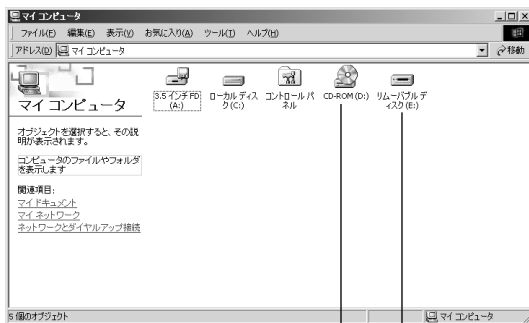 マイ コンピュータ
ファイル(F) 編集(E) 表示(V) お気に入り(A) ツール(T) ヘルプ(H)
アドレス(D) マイ コンピュータ 移動
マイ コンピュータ
オブジェクトを選択すると、その説
明が表示されます。
コンピュータのファイルやフォルダ
を表示します
関連項目:
マイ ドキュメント
マイ ネットワーク
ネットワークとダイヤルアップ接続
3.5 インチ FD
(A:)
ローカル ディス
ク (C:)
コントロール パ
ネル
CD-ROM (D:)
リムーバブル デ
ィスク (E:)
5 個のオブジェクト マイ コンピュータ